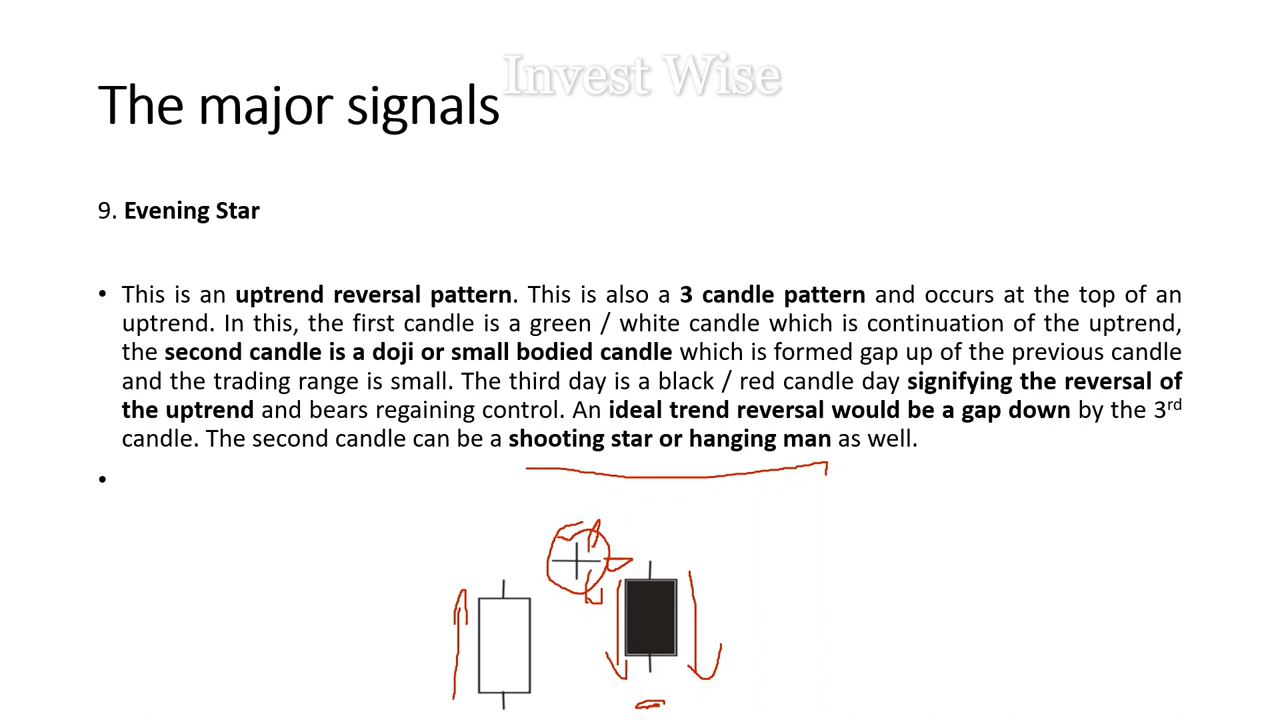 Invest Wise
The major signals
9. Evening Star
• This is an uptrend reversal pattern. This is also a 3 candle pattern and occurs at the top of an
uptrend. In this, the first candle is a green / white candle which is continuation of the uptrend,
the second candle is a doji or small bodied candle which is formed gap up of the previous candle
and the trading range is small. The third day is a black / red candle day signifying the reversal of
the uptrend and bears regaining control. An ideal trend reversal would be a gap down by the 3rd
candle. The second candle can be a shooting star or hanging man as well.
•